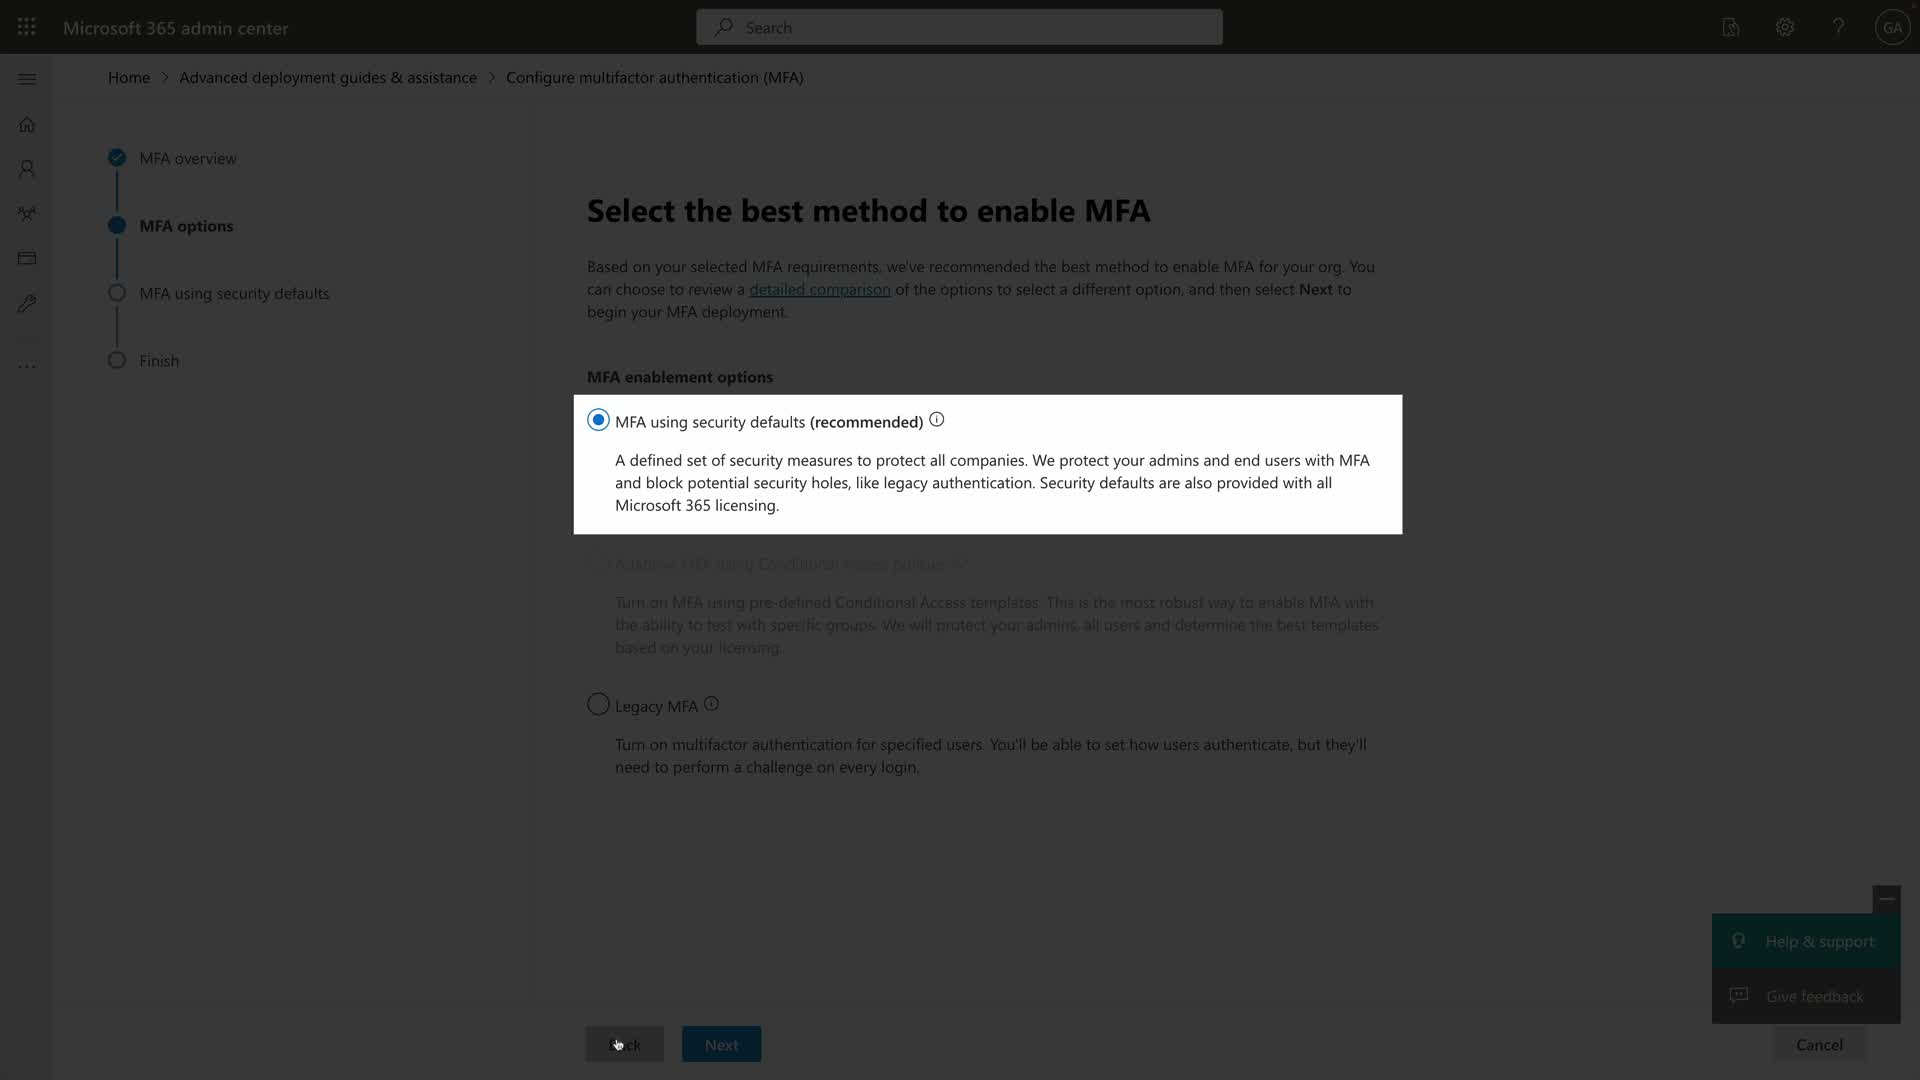 Microsoft 365 admin center
Search
GA
Home > Advanced deployment guides & assistance > Configure multifactor authentication (MFA)
MFA overview
MFA options
MFA using security defaults
Finish
Select the best method to enable MFA
Based on your selected MFA requirements, we've recommended the best method to enable MFA for your org. You
can choose to review a detailed comparison of the options to select a different option, and then select Next to
begin your MFA deployment.
MFA enablement options
MFA using security defaults (recommended)
A defined set of security measures to protect all companies. We protect your admins and end users with MFA
and block potential security holes, like legacy authentication. Security defaults are also provided with all
Microsoft 365 licensing.
Adaptive MFA using Conditional Access policies
Turn on MFA using pre-defined Conditional Access templates. This is the most robust way to enable MFA with
the ability to test with specific groups. We will protect your admins, all users and determine the best templates
based on your licensing.
Legacy MFA
Turn on multifactor authentication for specified users. You'll be able to set how users authenticate, but they'll
need to perform a challenge on every login.
Help & support
Give feedback
Back
Next
Cancel